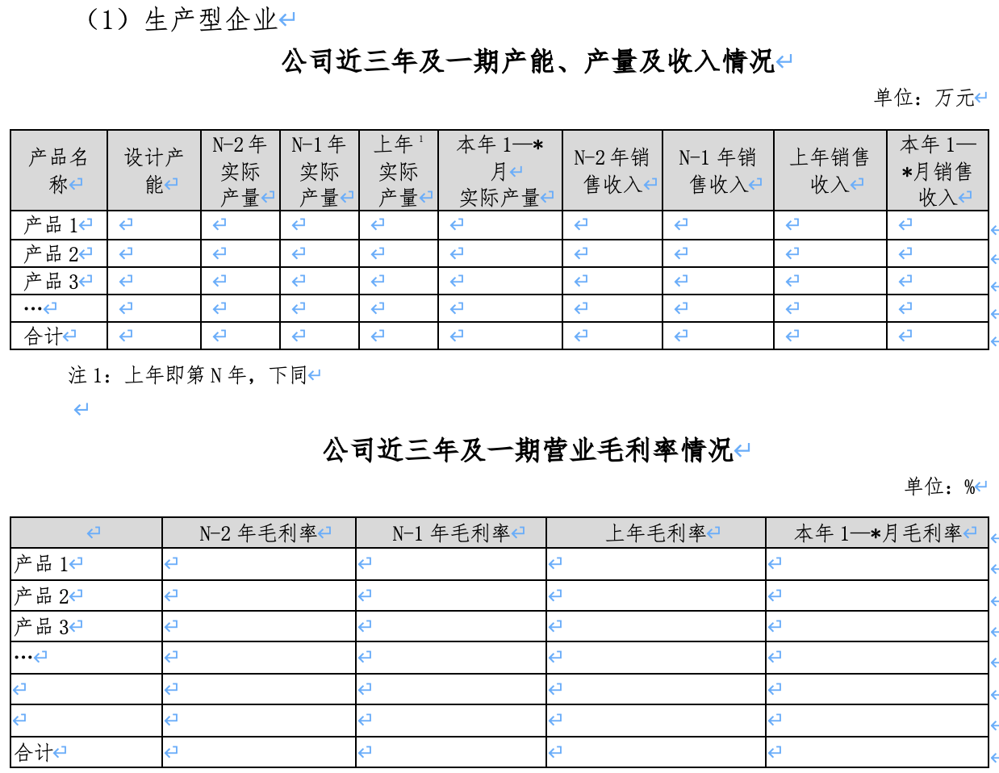 （1）生产型企业
公司近三年及一期产能、产量及收入情况
单位：万元
产品名称 设计产能 N-2 年实际产量 N-1 年实际产量 上年 1 实际产量 本年 1—*月实际产量 N-2 年销售收入 N-1 年销售收入 上年销售收入 本年 1—*月销售收入
产品 1
产品 2
产品 3
…
合计
注 1：上年即第 N 年，下同
公司近三年及一期营业毛利率情况
单位：%
N-2 年毛利率 N-1 年毛利率 上年毛利率 本年 1—*月毛利率
产品 1
产品 2
产品 3
…
合计